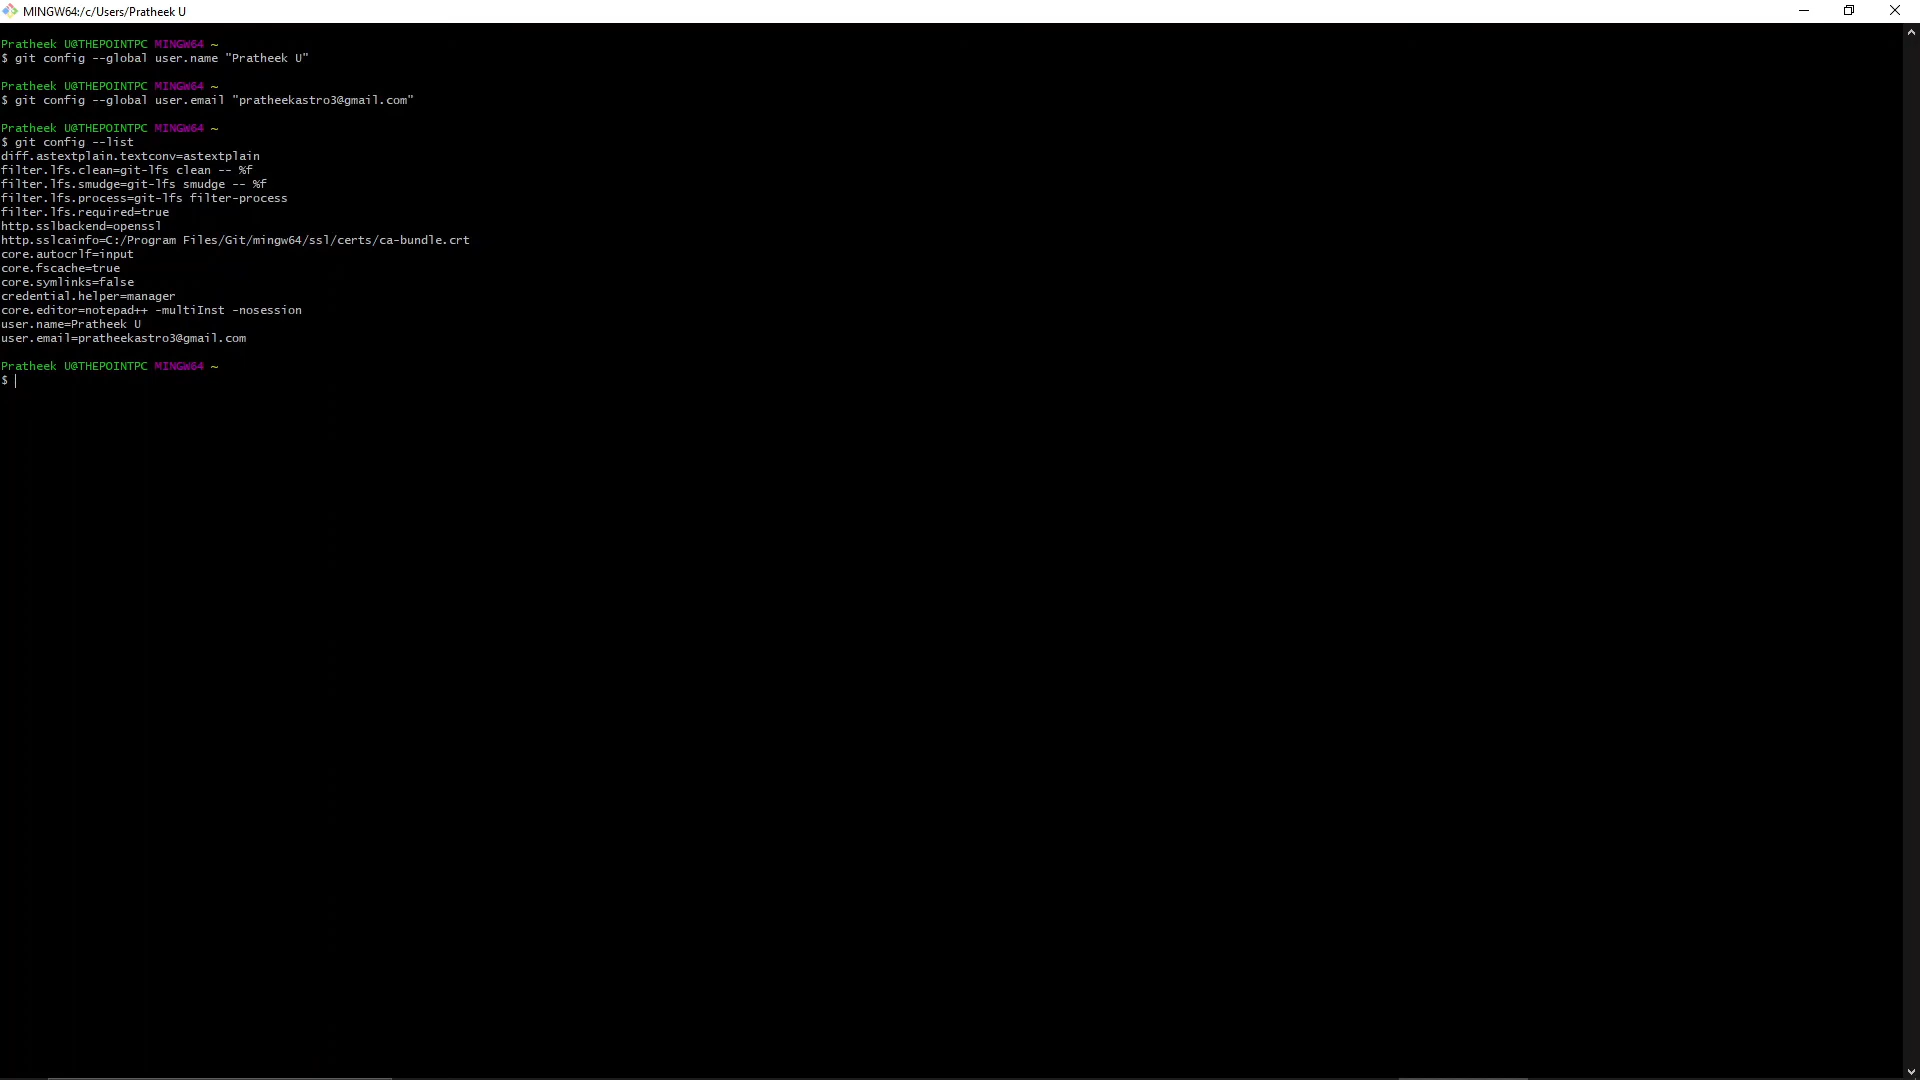 MINGW64:/c/Users/Pratheek U
Pratheek U@THEPOINTPC MINGW64 ~
$ git config --global user.name "Pratheek U"
Pratheek U@THEPOINTPC MINGW64 ~
$ git config --global user.email "pratheekastro3@gmail.com"
Pratheek U@THEPOINTPC MINGW64 ~
$ git config --list
diff.astextplain.textconv=astextplain
filter.lfs.clean=git-lfs clean -- %f
filter.lfs.smudge=git-lfs smudge -- %f
filter.lfs.process=git-lfs filter-process
filter.lfs.required=true
http.sslbackend=openssl
http.sslcainfo=C:/Program Files/Git/mingw64/ssl/certs/ca-bundle.crt
core.autocrlf=input
core.fscache=true
core.symlinks=false
credential.helper=manager
core.editor=notepad++ -multiInst -nosession
user.name=Pratheek U
user.email=pratheekastro3@gmail.com
Pratheek U@THEPOINTPC MINGW64 ~
$